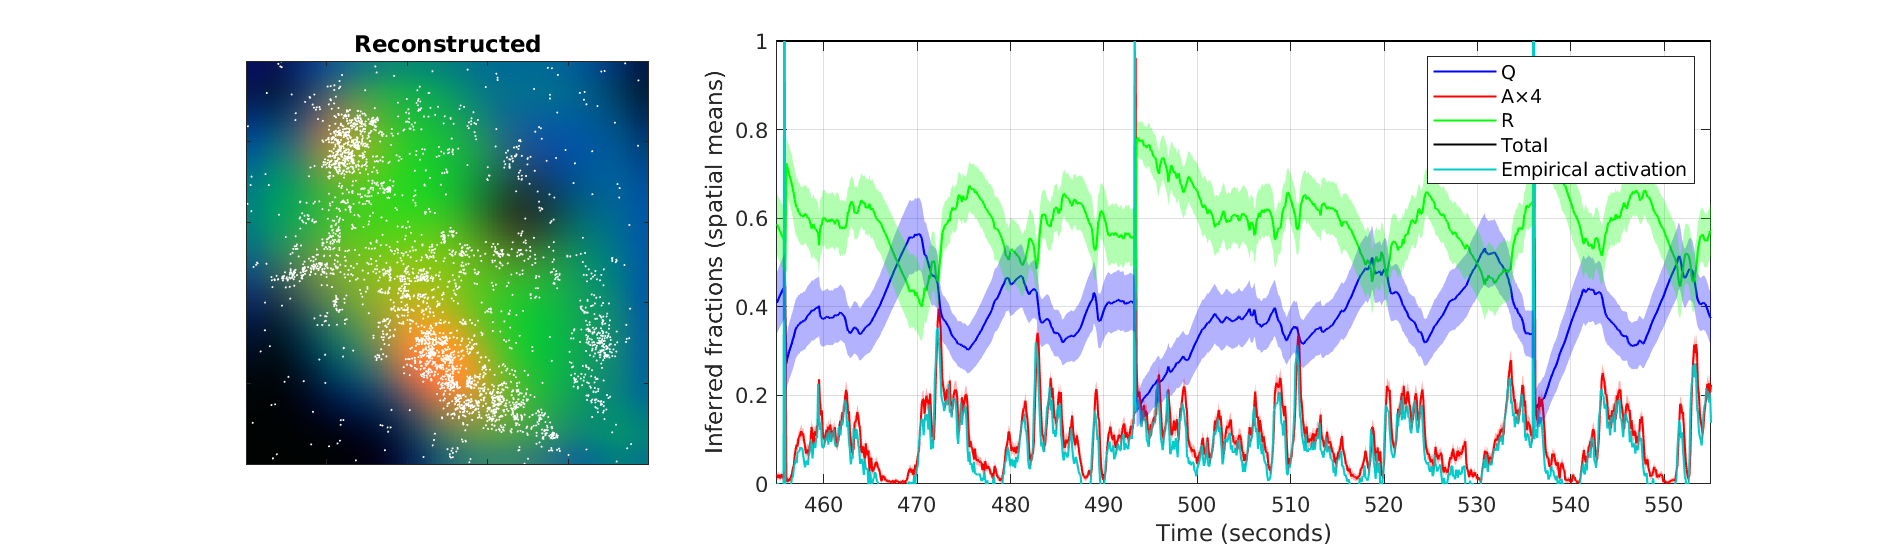 Reconstructed
Inferred fractions (spatial means)
1
0.8
0.6
0.4
0.2
0
Q
A×4
R
Total
Empirical activation
460 470 480 490 500 510 520 530 540 550
Time (seconds)